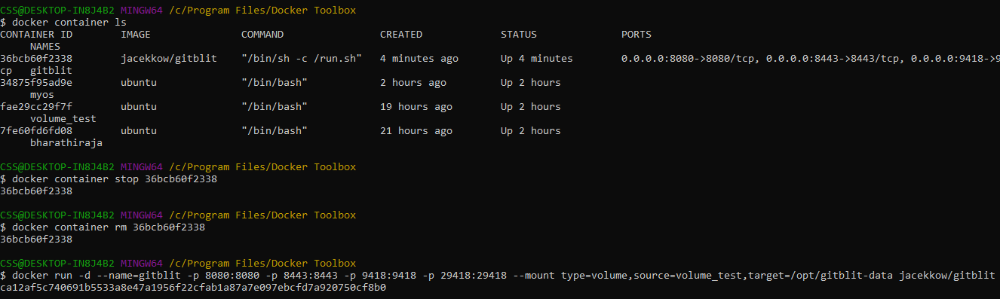 CSS@DESKTOP-IN8J4B2 MINGW64 /c/Program Files/Docker Toolbox
$ docker container ls
CONTAINER ID        IMAGE               COMMAND                CREATED             STATUS              PORTS
     NAMES
36bcb60f2338        jacekkow/gitblit    "/bin/sh -c /run.sh"   4 minutes ago       Up 4 minutes        0.0.0.0:8080->8080/tcp, 0.0.0.0:8443->8443/tcp, 0.0.0.0:9418->9
cp   gitblit
34875f95ad9e        ubuntu              "/bin/bash"            2 hours ago         Up 2 hours
     myos
fae29cc29f7f        ubuntu              "/bin/bash"            19 hours ago        Up 2 hours
     volume_test
7fe60fd6fd08        ubuntu              "/bin/bash"            21 hours ago        Up 2 hours
     bharathiraja
CSS@DESKTOP-IN8J4B2 MINGW64 /c/Program Files/Docker Toolbox
$ docker container stop 36bcb60f2338
36bcb60f2338
CSS@DESKTOP-IN8J4B2 MINGW64 /c/Program Files/Docker Toolbox
$ docker container rm 36bcb60f2338
36bcb60f2338
CSS@DESKTOP-IN8J4B2 MINGW64 /c/Program Files/Docker Toolbox
$ docker run -d --name=gitblit -p 8080:8080 -p 8443:8443 -p 9418:9418 -p 29418:29418 --mount type=volume,source=volume_test,target=/opt/gitblit-data jacekkow/gitblit
ca12af5c740691b5533a8e47a1956f22cfab1a87a7e097ebcfd7a920750cf8b0